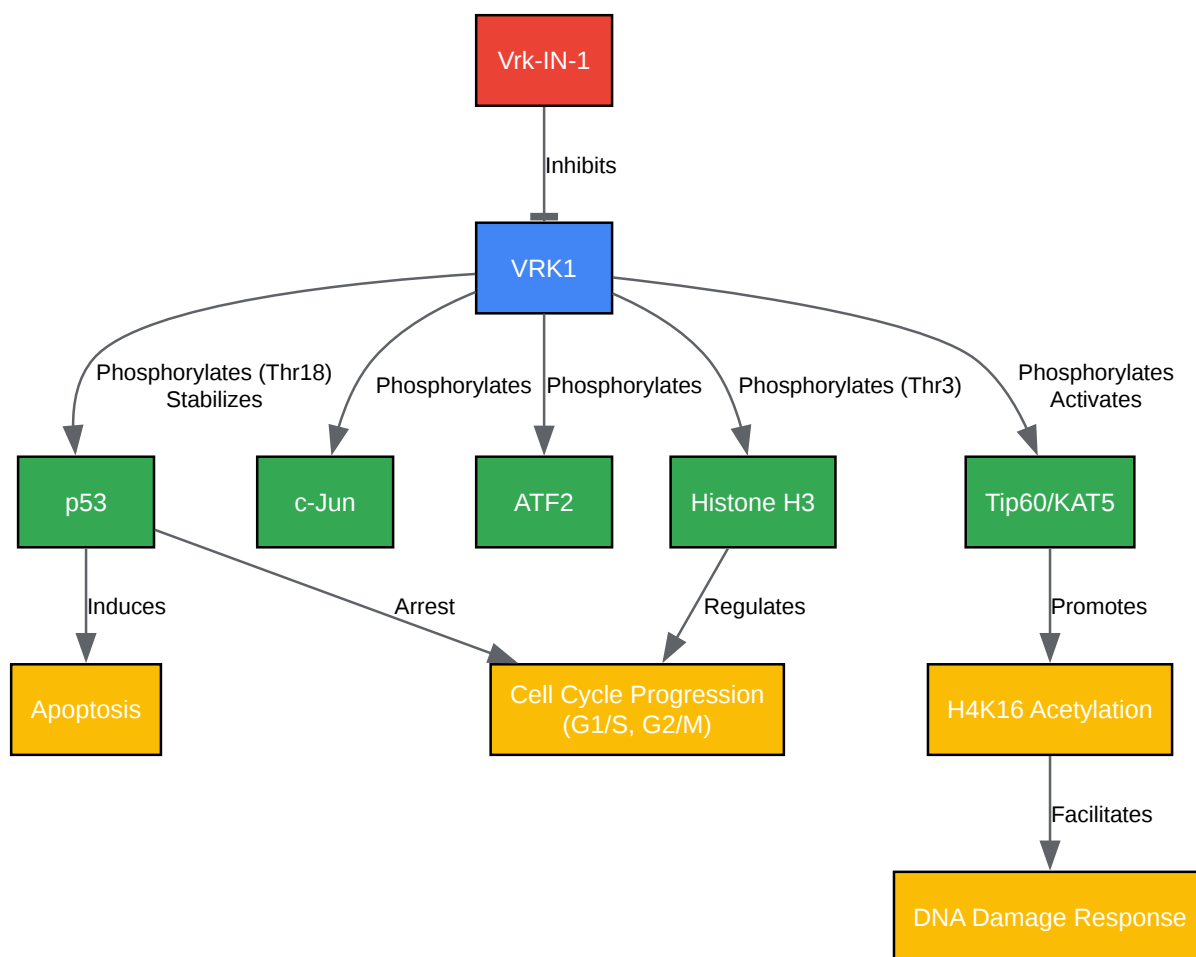 Vrk-IN-1
Inhibits
VRK1
Phosphorylates (Thr18)
Stabilizes
Phosphorylates
Phosphorylates
Phosphorylates (Thr3)
Phosphorylates
Activates
p53
c-Jun
ATF2
Histone H3
Tip60/KAT5
Induces
Arrest
Regulates
Promotes
Apoptosis
Cell Cycle Progression
(G1/S, G2/M)
H4K16 Acetylation
Facilitates
DNA Damage Response